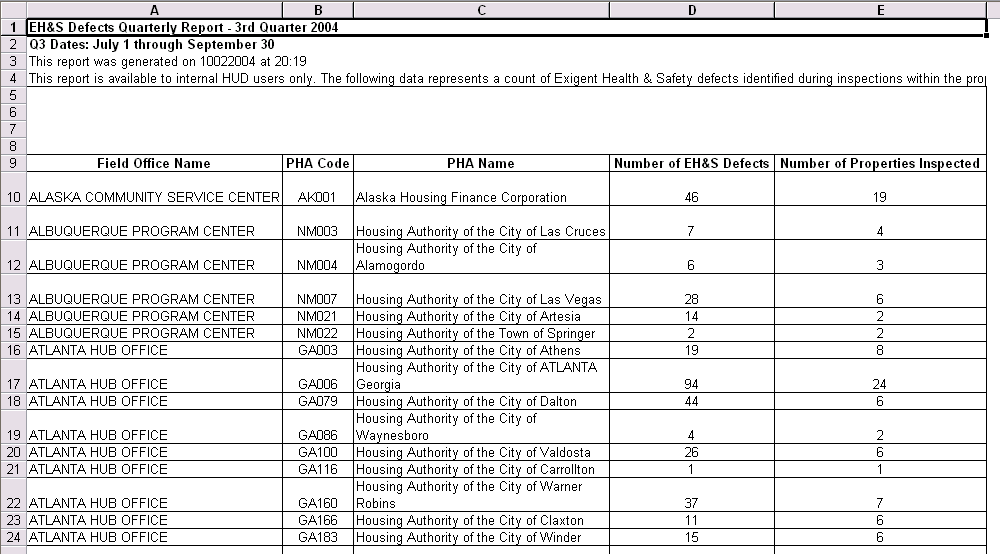 A B C D E
1 EH&S Defects Quarterly Report - 3rd Quarter 2004
2 Q3 Dates: July 1 through September 30
3 This report was generated on 10022004 at 20:19
4 This report is available to internal HUD users only. The following data represents a count of Exigent Health & Safety defects identified during inspections within the pro
5
6
7
8
9 Field Office Name PHA Code PHA Name Number of EH&S Defects Number of Properties Inspected
10 ALASKA COMMUNITY SERVICE CENTER AK001 Alaska Housing Finance Corporation 46 19
11 ALBUQUERQUE PROGRAM CENTER NM003 Housing Authority of the City of Las Cruces 7 4
Housing Authority of the City of
12 ALBUQUERQUE PROGRAM CENTER NM004 Alamogordo 6 3
13 ALBUQUERQUE PROGRAM CENTER NM007 Housing Authority of the City of Las Vegas 28 6
14 ALBUQUERQUE PROGRAM CENTER NM021 Housing Authority of the City of Artesia 14 2
15 ALBUQUERQUE PROGRAM CENTER NM022 Housing Authority of the Town of Springer 2 2
16 ATLANTA HUB OFFICE GA003 Housing Authority of the City of Athens 19 8
Housing Authority of the City of ATLANTA
17 ATLANTA HUB OFFICE GA006 Georgia 94 24
18 ATLANTA HUB OFFICE GA079 Housing Authority of the City of Dalton 44 6
Housing Authority of the City of
19 ATLANTA HUB OFFICE GA086 Waynesboro 4 2
20 ATLANTA HUB OFFICE GA100 Housing Authority of the City of Valdosta 26 6
21 ATLANTA HUB OFFICE GA116 Housing Authority of the City of Carrollton 1 1
Housing Authority of the City of Warner
22 ATLANTA HUB OFFICE GA160 Robins 37 7
23 ATLANTA HUB OFFICE GA166 Housing Authority of the City of Claxton 11 6
24 ATLANTA HUB OFFICE GA183 Housing Authority of the City of Winder 15 6